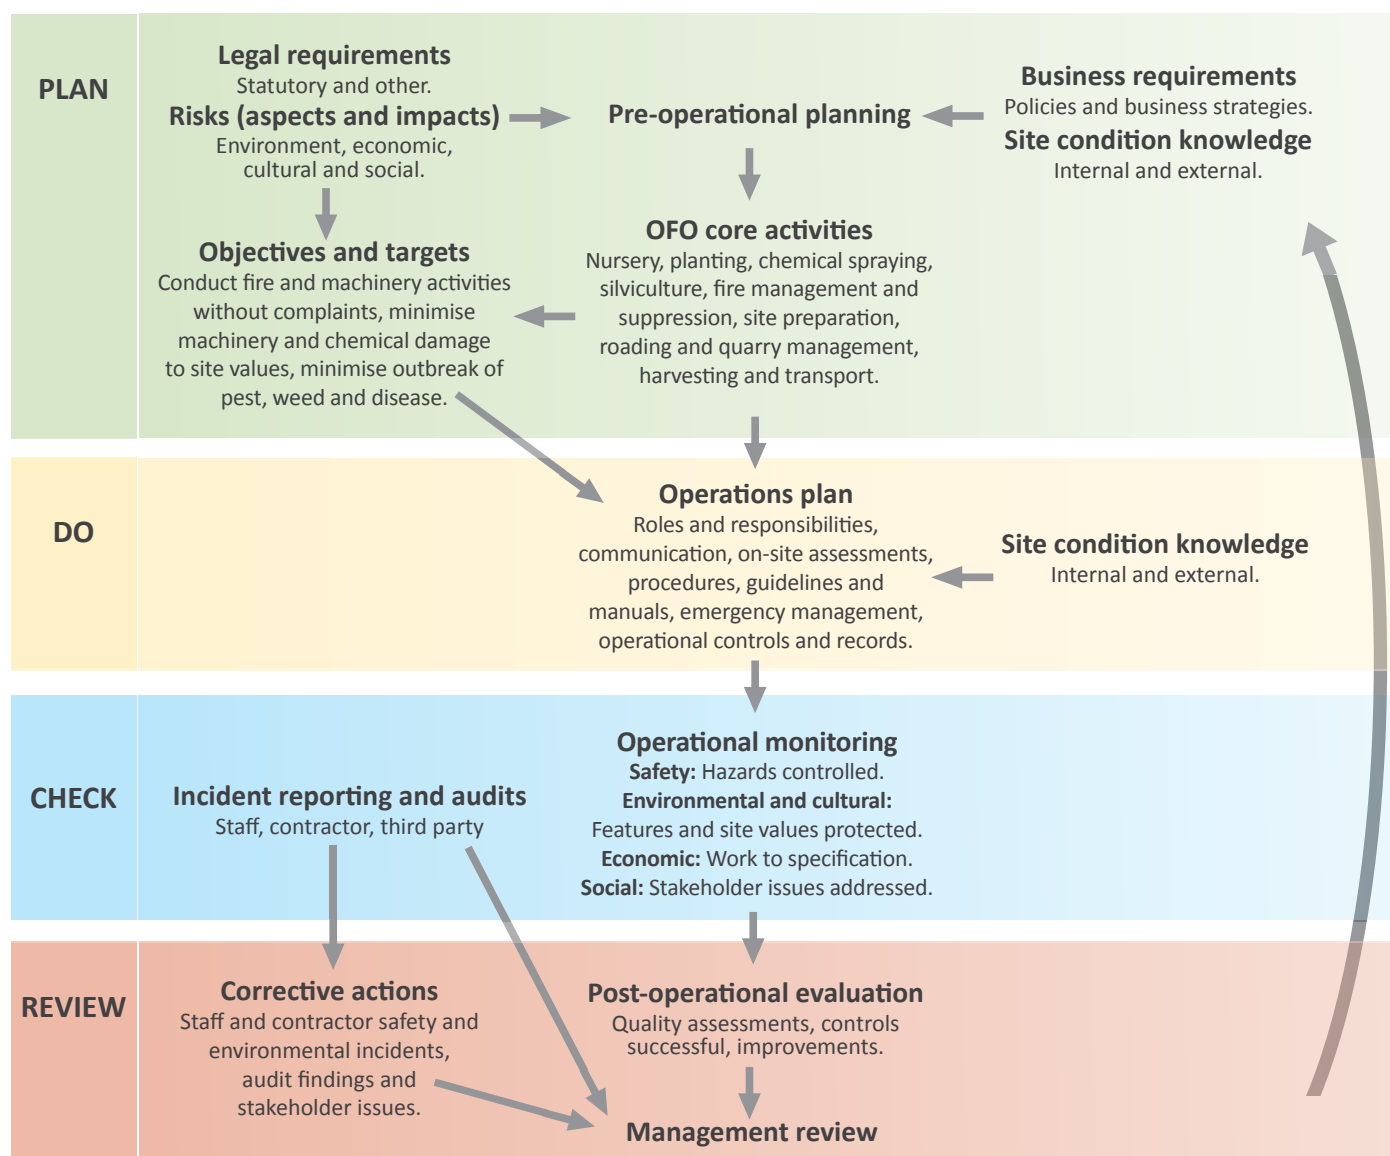 PLAN
Legal requirements
Statutory and other.
Risks (aspects and impacts)
Environment, economic,
cultural and social.
Pre-operational planning
Business requirements
Policies and business strategies.
Site condition knowledge
Internal and external.
Objectives and targets
Conduct fire and machinery activities
without complaints, minimise
machinery and chemical damage
to site values, minimise outbreak of
pest, weed and disease.
OFO core activities
Nursery, planting, chemical spraying,
silviculture, fire management and
suppression, site preparation,
roading and quarry management,
harvesting and transport.
DO
Operations plan
Roles and responsibilities,
communication, on-site assessments,
procedures, guidelines and
manuals, emergency management,
operational controls and records.
Site condition knowledge
Internal and external.
CHECK
Incident reporting and audits
Staff, contractor, third party
Operational monitoring
Safety: Hazards controlled.
Environmental and cultural:
Features and site values protected.
Economic: Work to specification.
Social: Stakeholder issues addressed.
REVIEW
Corrective actions
Staff and contractor safety and
environmental incidents,
audit findings and
stakeholder issues.
Post-operational evaluation
Quality assessments, controls
successful, improvements.
Management review